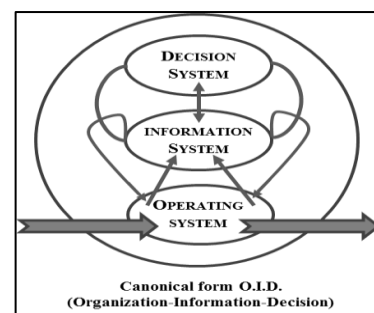 DECISION
SYSTEM
INFORMATION
SYSTEM
OPERATING
SYSTEM
Canonical form O.I.D.
(Organization-Information-Decision)